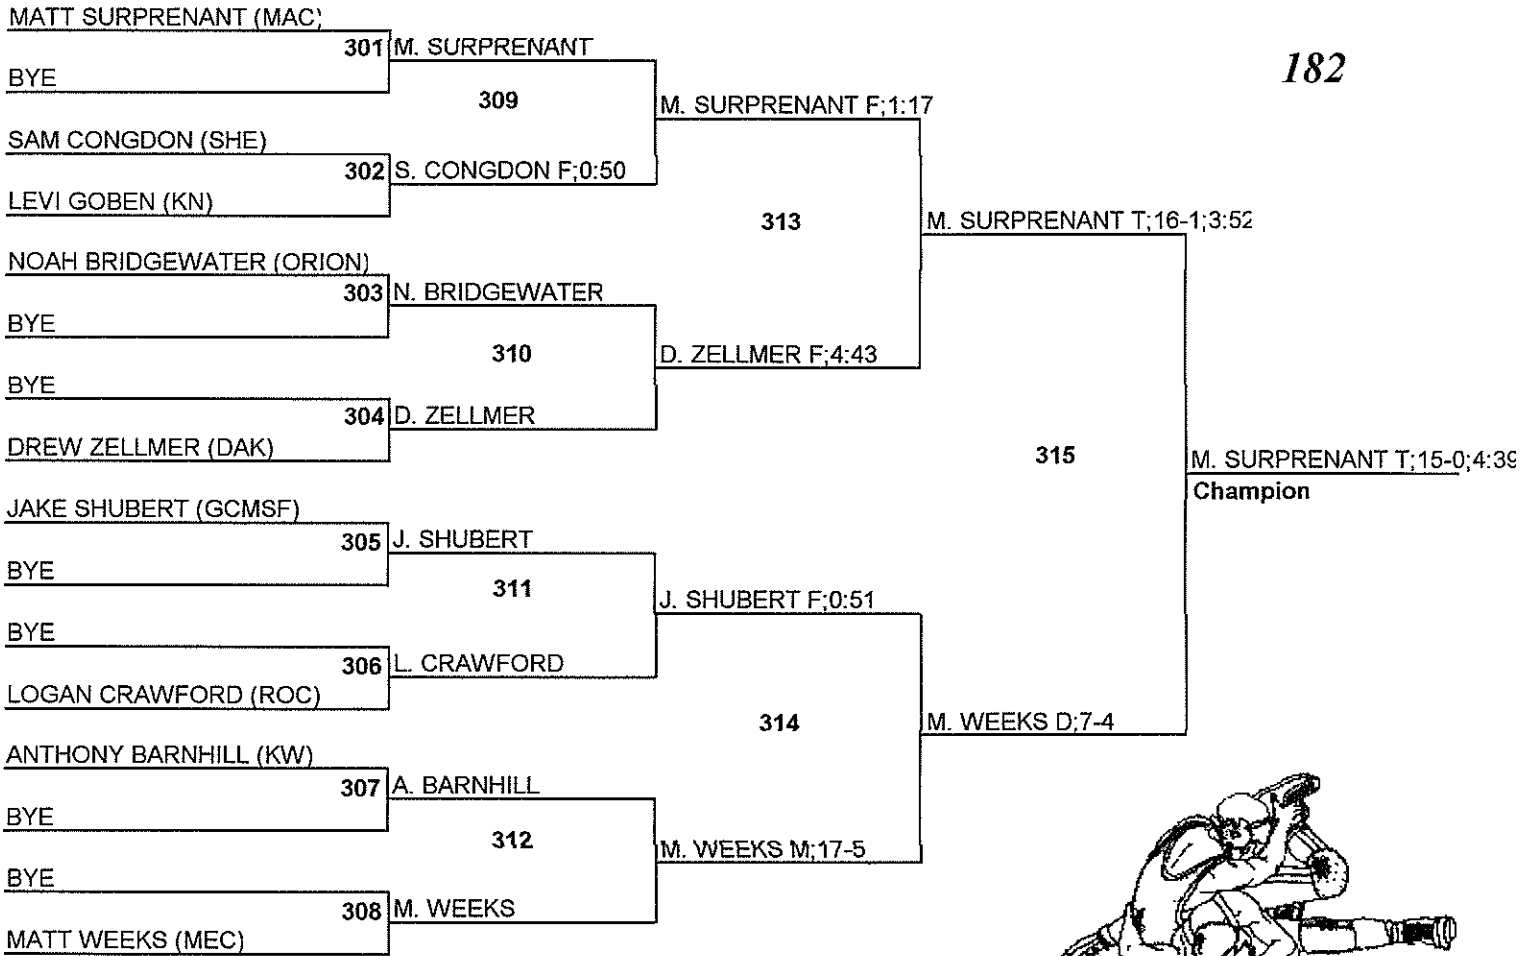 MATT SURPRENANT (MAC)
301 M. SURPRENANT
182
BYE
309
M. SURPRENANT F;1:17
SAM CONGDON (SHE)
302 S. CONGDON F;0:50
LEVI GOBEN (KN)
313
M. SURPRENANT T;16-1;3:52
NOAH BRIDGEWATER (ORION)
303 N. BRIDGEWATER
BYE
310
D. ZELLMER F;4:43
BYE
304 D. ZELLMER
DREW ZELLMER (DAK)
315
M. SURPRENANT T;15-0;4:39
Champion
JAKE SHUBERT (GCMSF)
305 J. SHUBERT
BYE
311
J. SHUBERT F;0:51
BYE
306 L. CRAWFORD
LOGAN CRAWFORD (ROC)
314
M. WEEKS D;7-4
ANTHONY BARNHILL (KW)
307 A. BARNHILL
BYE
312
M. WEEKS M;17-5
BYE
308 M. WEEKS
MATT WEEKS (MEC)